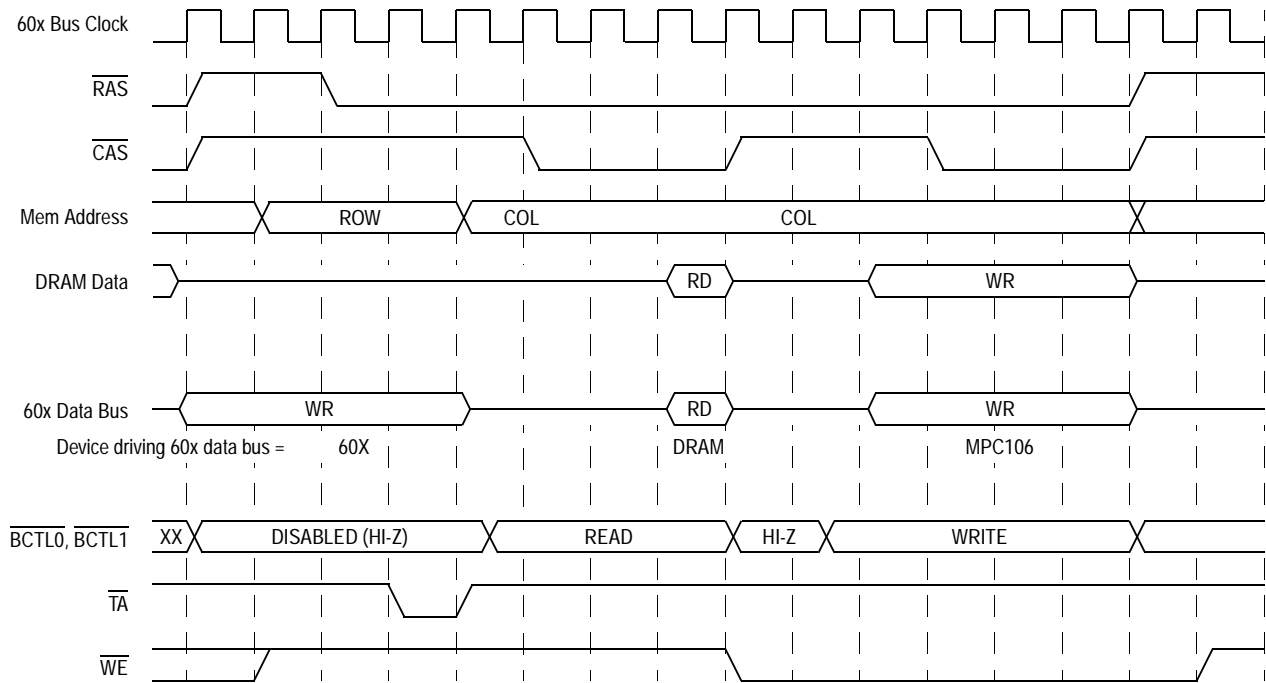 60x Bus Clock
RAS
CAS
Mem Address ROW COL COL
DRAM Data RD WR
60x Data Bus WR RD WR
Device driving 60x data bus = 60X DRAM MPC106
BCTL0, BCTL1 XX DISABLED (HI-Z) READ HI-Z WRITE
TA
WE